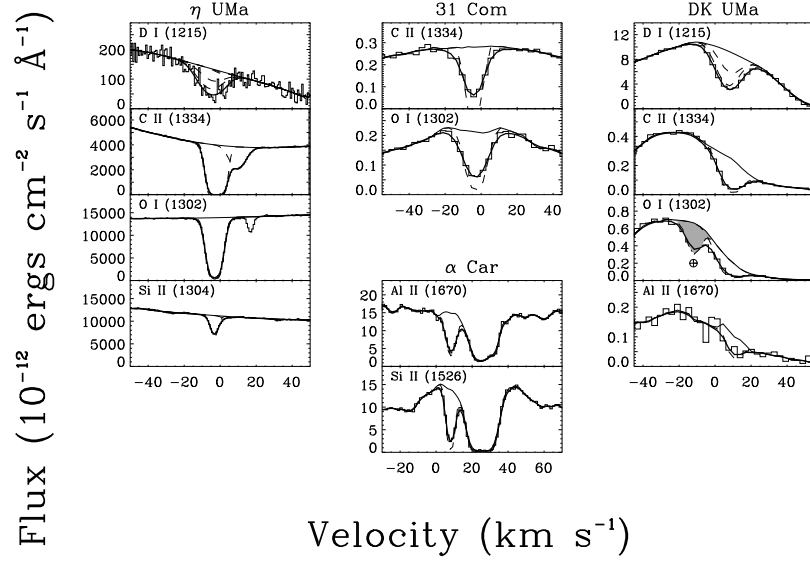 η UMa
D I (1215)
200
100
0
C II (1334)
6000
4000
2000
0
O I (1302)
15000
10000
5000
0
Si II (1304)
15000
10000
5000
0
-40 -20 0 20 40
31 Com
C II (1334)
0.3
0.2
0.1
0.0
O I (1302)
0.2
0.1
0.0
-40 -20 0 20 40
α Car
Al II (1670)
20
15
10
5
0
Si II (1526)
15
10
5
0
-20 0 20 40 60
DK UMa
D I (1215)
12
8
4
0
C II (1334)
0.4
0.2
0.0
O I (1302)
0.8
0.6
0.4
0.2
0.0
⊕
Al II (1670)
0.2
0.1
0.0
-40 -20 0 20 40
Flux (10⁻¹² ergs cm⁻² s⁻¹ Å⁻¹)
Velocity (km s⁻¹)